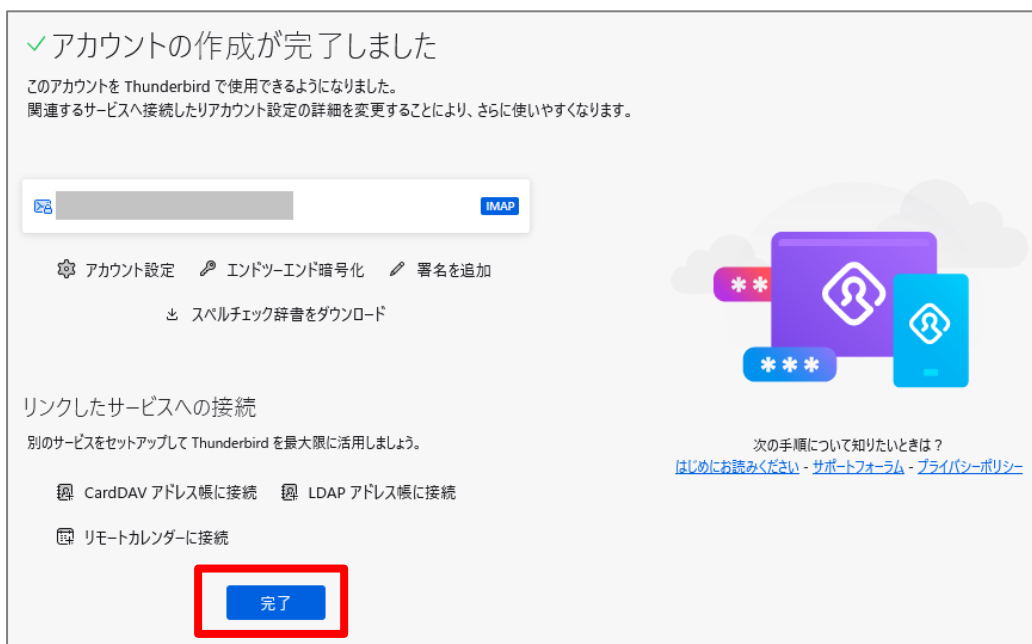 アカウントの作成が完了しました
このアカウントを Thunderbird で使用できるようになりました。
関連するサービスへ接続したりアカウント設定の詳細を変更することにより、さらに使いやすくなります。
IMAP
アカウント設定 エンドツーエンド暗号化 署名を追加
スペルチェック辞書をダウンロード
リンクしたサービスへの接続
別のサービスをセットアップして Thunderbird を最大限に活用しましょう。
CardDAV アドレス帳に接続 LDAP アドレス帳に接続
リモートカレンダーに接続
完了
**
***
次の手順について知りたいときは？
はじめにお読みください - サポートフォーラム - プライバシーポリシー